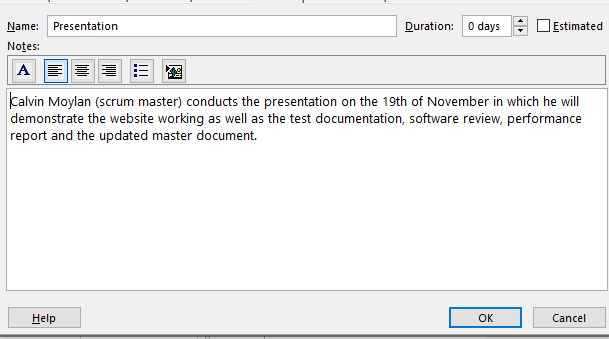 Name: Presentation Duration: 0 days Estimated
Notes:
A
Calvin Moylan (scrum master) conducts the presentation on the 19th of November in which he will
demonstrate the website working as well as the test documentation, software review, performance
report and the updated master document.
Help OK Cancel